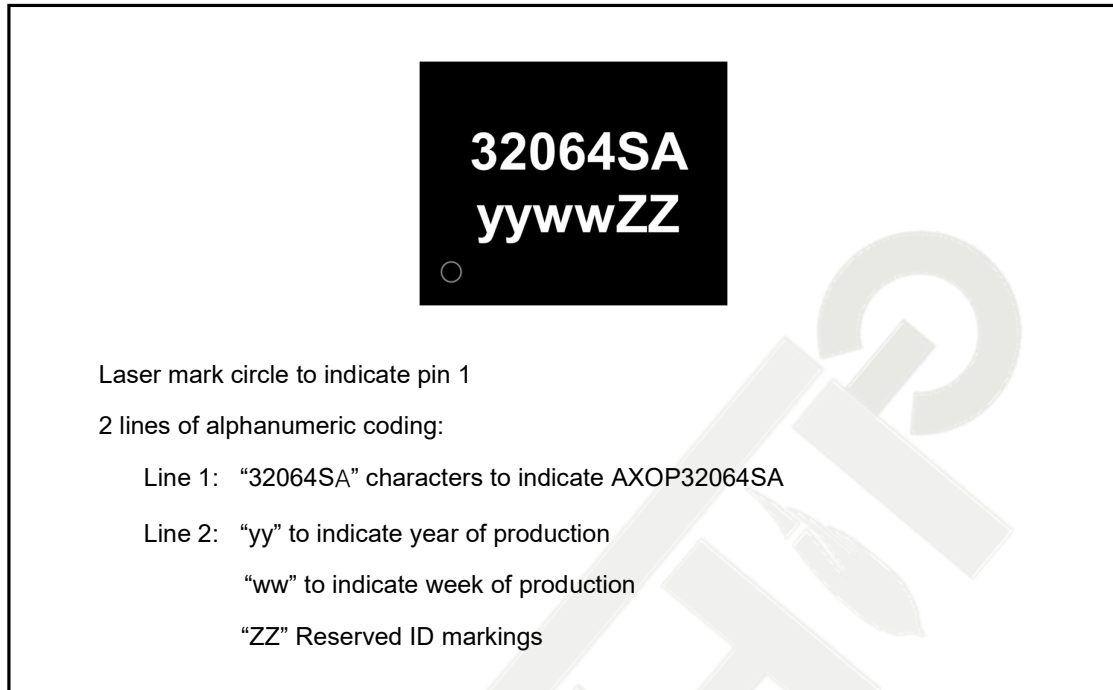 32064SA
yywwZZ
Laser mark circle to indicate pin 1
2 lines of alphanumeric coding:
Line 1: “32064SA” characters to indicate AXOP32064SA
Line 2: “yy” to indicate year of production
“ww” to indicate week of production
“ZZ” Reserved ID markings